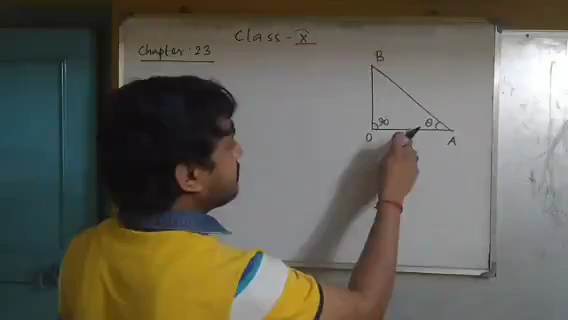 Class - X
Chapter : 23
B
90
θ
O
A